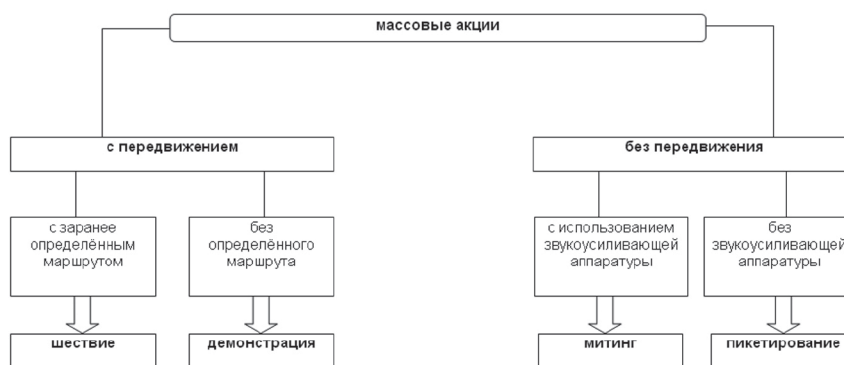 массовые акции
с передвижением
без передвижения
с заранее
определённым
маршрутом
без
определённого
маршрута
с использованием
звукоусиливающей
аппаратуры
без
звукоусиливающей
аппаратуры
шествие
демонстрация
митинг
пикетирование